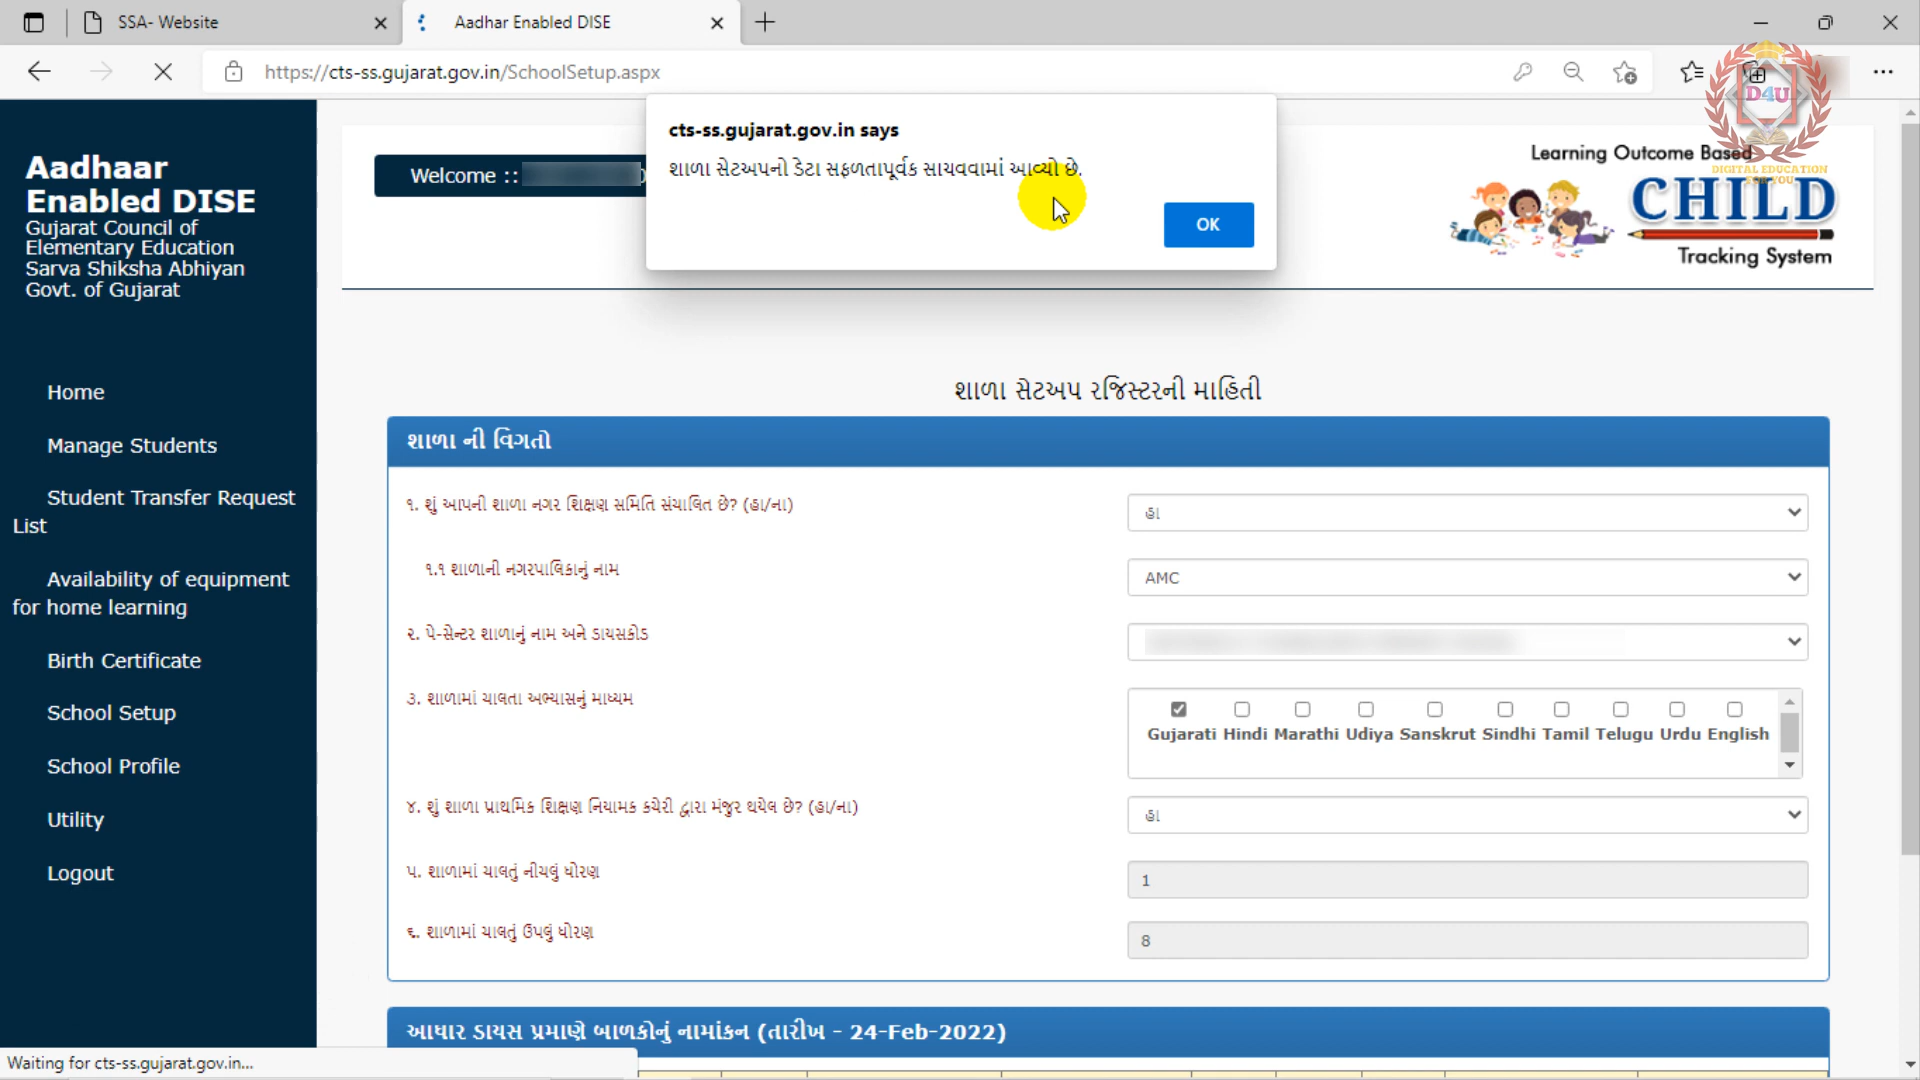 SSA- Website
Aadhar Enabled DISE
https://cts-ss.gujarat.gov.in/SchoolSetup.aspx
D4U
DIGITAL EDUCATION
FOR YOU
cts-ss.gujarat.gov.in says
શાળા સેટઅપનો ડેટા સફળતાપૂર્વક સાચવવામાં આવ્યો છે.
OK
Aadhaar
Enabled DISE
Gujarat Council of
Elementary Education
Sarva Shiksha Abhiyan
Govt. of Gujarat
Welcome ::
Learning Outcome Based
CHILD
Tracking System
Home
Manage Students
Student Transfer Request
List
Availability of equipment
for home learning
Birth Certificate
School Setup
School Profile
Utility
Logout
શાળા સેટઅપ રજિસ્ટરની માહિતી
શાળા ની વિગતો
૧. શું આપની શાળા નગર શિક્ષણ સમિતિ સંચાલિત છે? (હા/ના)
હા
૧.૧ શાળાની નગરપાલિકાનું નામ
AMC
૨. પે-સેન્ટર શાળાનું નામ અને ડાયસકોડ
૩. શાળામાં ચાલતા અભ્યાસનું માધ્યમ
Gujarati Hindi Marathi Udiya Sanskrut Sindhi Tamil Telugu Urdu English
૪. શું શાળા પ્રાથમિક શિક્ષણ નિયામક કચેરી દ્વારા મંજુર થયેલ છે? (હા/ના)
હા
૫. શાળામાં ચાલતું નીચલું ધોરણ
1
૬. શાળામાં ચાલતું ઉપલું ધોરણ
8
આધાર ડાયસ પ્રમાણે બાળકોનું નામાંકન (તારીખ - 24-Feb-2022)
Waiting for cts-ss.gujarat.gov.in...